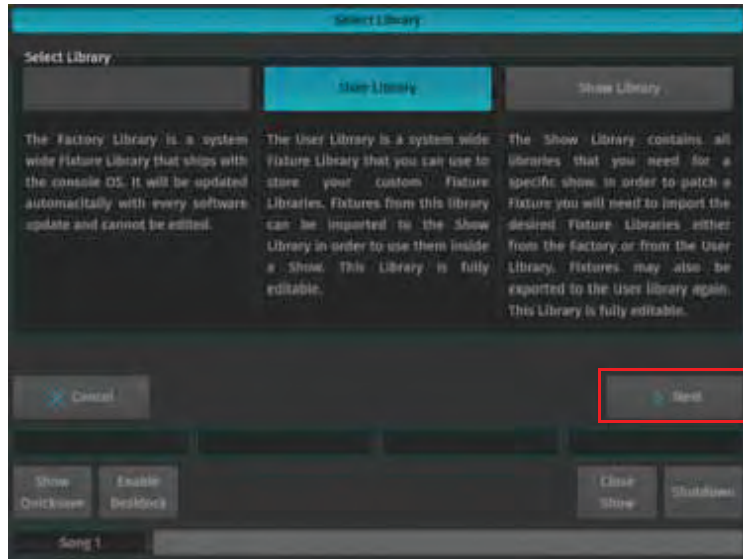 Select Library
Select Library
User Library
Show Library
The Factory Library is a system
wide Fixture Library that ships with
the console OS. It will be updated
automacitally with every software
update and cannot be edited.
The User Library is a system wide
Fixture Library that you can use to
store your custom Fixture
Libraries. Fixtures from this library
can be imported to the Show
Library in order to use them inside
a Show. This Library is fully
editable.
The Show Library contains all
libraries that you need for a
specific show. In order to patch a
Fixture you will need to import the
desired Fixture Libraries either
from the Factory or from the User
Library. Fixtures may also be
exported to the User library again.
This Library is fully editable.
Cancel
Next
Show
Quicksave
Enable
Desklock
Close
Show
Shutdown
Song 1